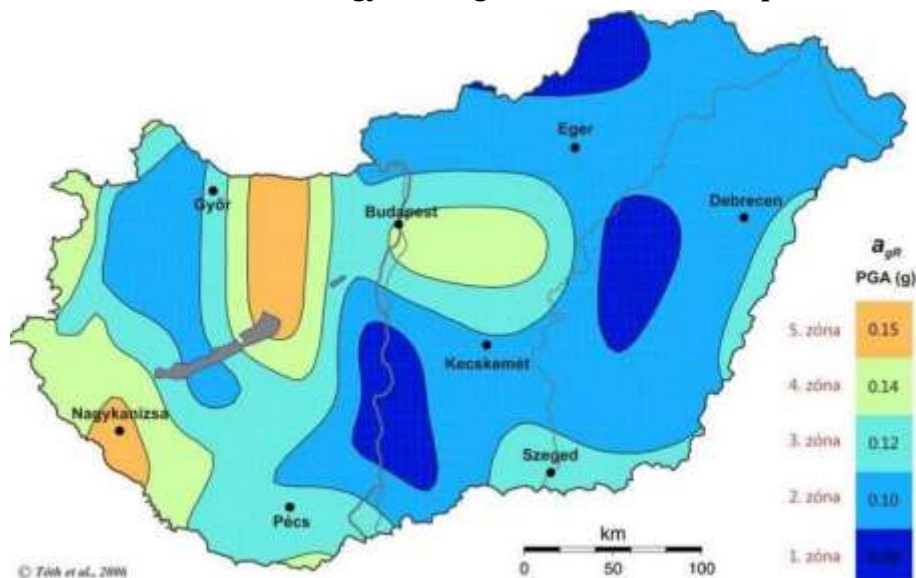 Eger
Debrecen
Győr
Budapest
a_gR
PGA (g)
5. zóna 0.15
Kecskemét
4. zóna 0.14
Nagykanizsa
3. zóna 0.12
Szeged
2. zóna 0.10
Pécs
km
1. zóna
0 50 100
© Tóth et al., 2006